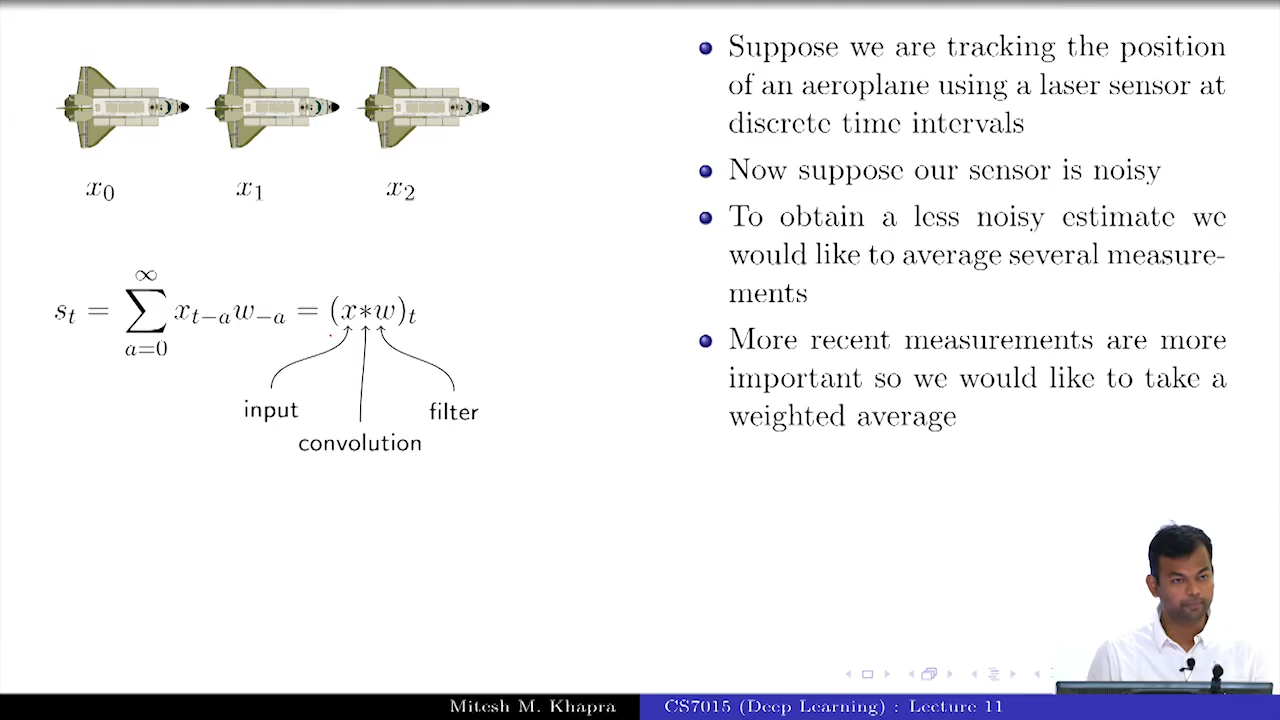 x₀ x₁ x₂
∞
sₜ = ∑ xₜ₋ₐw₋ₐ = (x∗w)ₜ
a=0
input
filter
convolution
Suppose we are tracking the position
of an aeroplane using a laser sensor at
discrete time intervals
Now suppose our sensor is noisy
To obtain a less noisy estimate we
would like to average several measure-
ments
More recent measurements are more
important so we would like to take a
weighted average
Mitesh M. Khapra
CS7015 (Deep Learning) : Lecture 11